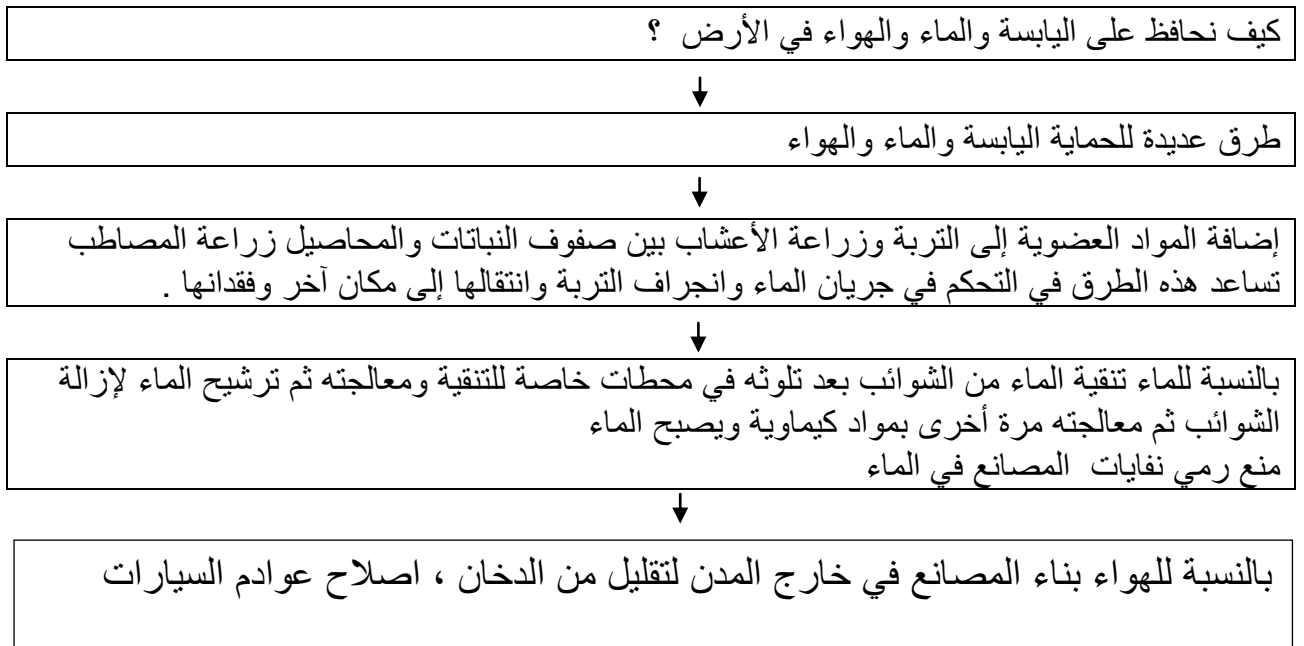 كيف نحافظ على اليابسة والماء والهواء في الأرض ؟
طرق عديدة للحماية اليابسة والماء والهواء
إضافة المواد العضوية إلى التربة وزراعة الأعشاب بين صفوف النباتات والمحاصيل زراعة المصاطب
تساعد هذه الطرق في التحكم في جريان الماء وانجراف التربة وانتقالها إلى مكان آخر وفقدانها .
بالنسبة للماء تنقية الماء من الشوائب بعد تلوثه في محطات خاصة للتنقية ومعالجته ثم ترشيح الماء لإزالة
الشوائب ثم معالجته مرة أخرى بمواد كيماوية ويصبح الماء
منع رمي نفايات المصانع في الماء
بالنسبة للهواء بناء المصانع في خارج المدن لتقليل من الدخان ، اصلاح عوادم السيارات